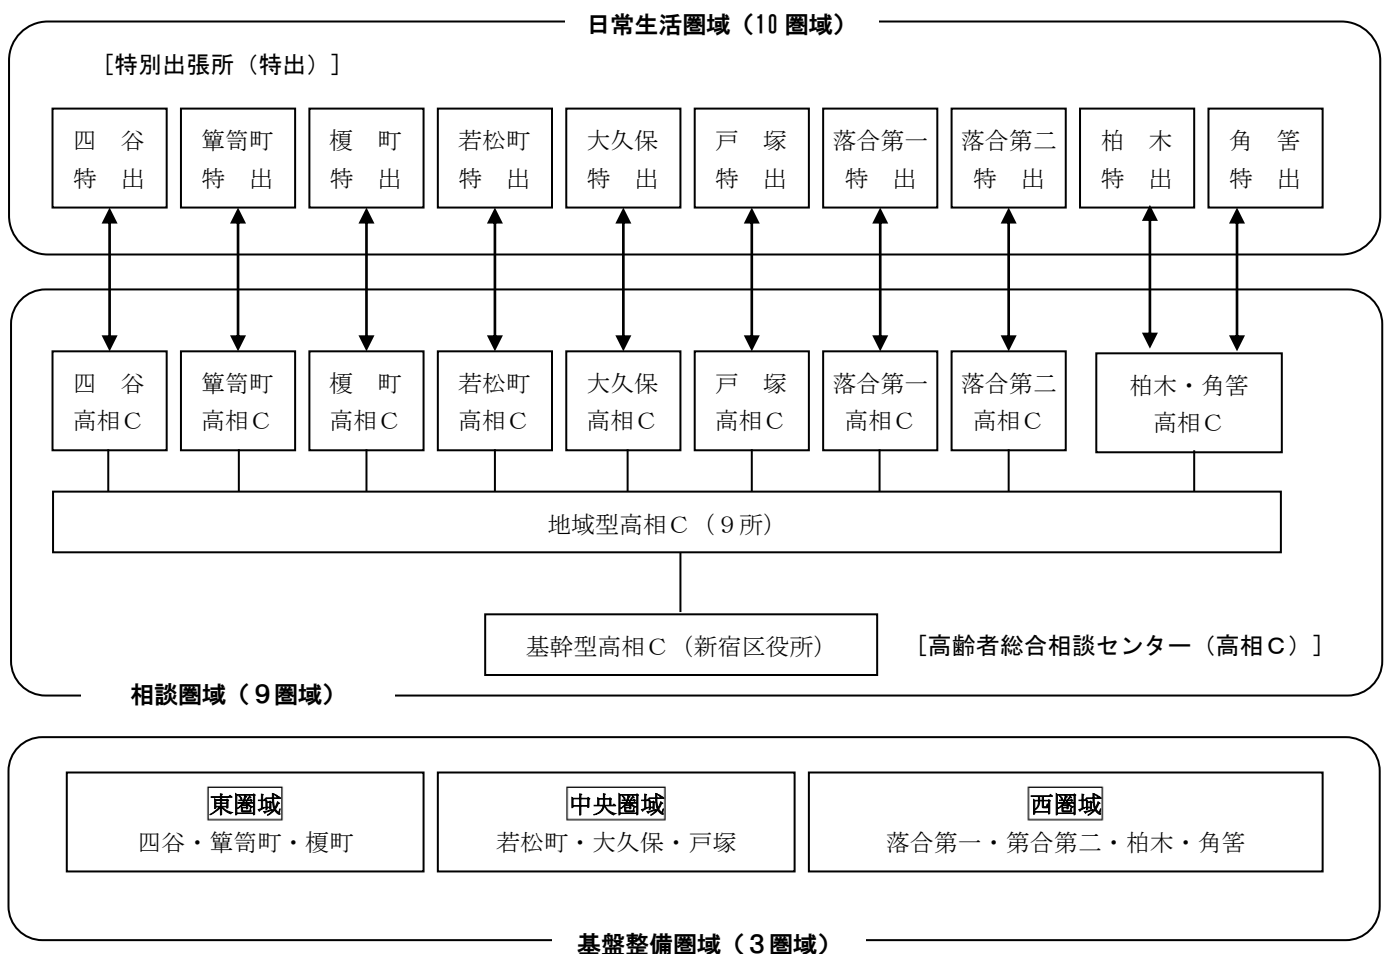 日常生活圏域（10圏域）
［特別出張所（特出）］
四　谷
特　出
簞笥町
特　出
榎　町
特　出
若松町
特　出
大久保
特　出
戸　塚
特　出
落合第一
特　出
落合第二
特　出
柏　木
特　出
角　筈
特　出
四　谷
高相Ｃ
簞笥町
高相Ｃ
榎　町
高相Ｃ
若松町
高相Ｃ
大久保
高相Ｃ
戸　塚
高相Ｃ
落合第一
高相Ｃ
落合第二
高相Ｃ
柏木・角筈
高相Ｃ
地域型高相Ｃ（９所）
基幹型高相Ｃ（新宿区役所）
［高齢者総合相談センター（高相Ｃ）］
相談圏域（９圏域）
東圏域
四谷・簞笥町・榎町
中央圏域
若松町・大久保・戸塚
西圏域
落合第一・第合第二・柏木・角筈
基盤整備圏域（３圏域）